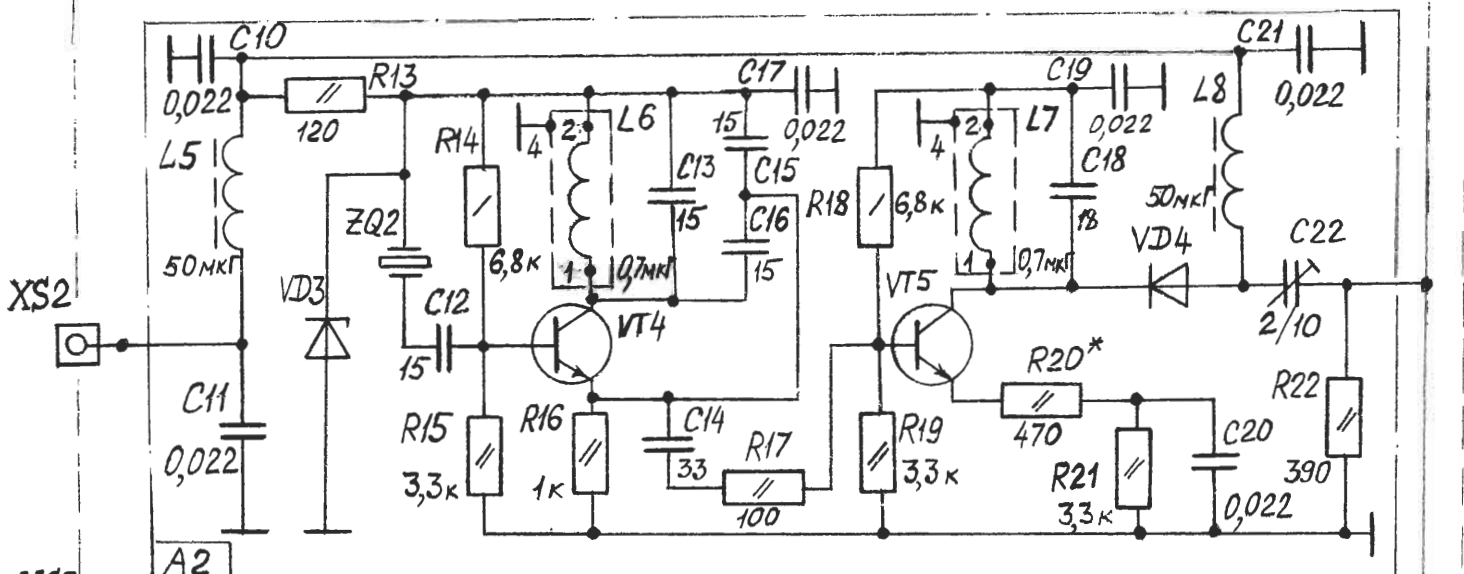 C10
0,022
R13
120
L5
50мкГ
XS2
C11
0,022
VD3
ZQ2
C12
15
R14
6,8к
R15
3,3к
R16
1к
4
2
L6
1
0,7мкГ
VT4
C13
15
C14
33
R17
100
C17
0,022
15
C15
C16
15
R18
6,8к
4
2
L7
1
0,7мкГ
VT5
R19
3,3к
C19
0,022
C18
18
R20*
470
R21
3,3к
C20
0,022
VD4
L8
50мкГ
C21
0,022
C22
2/10
R22
390
A2